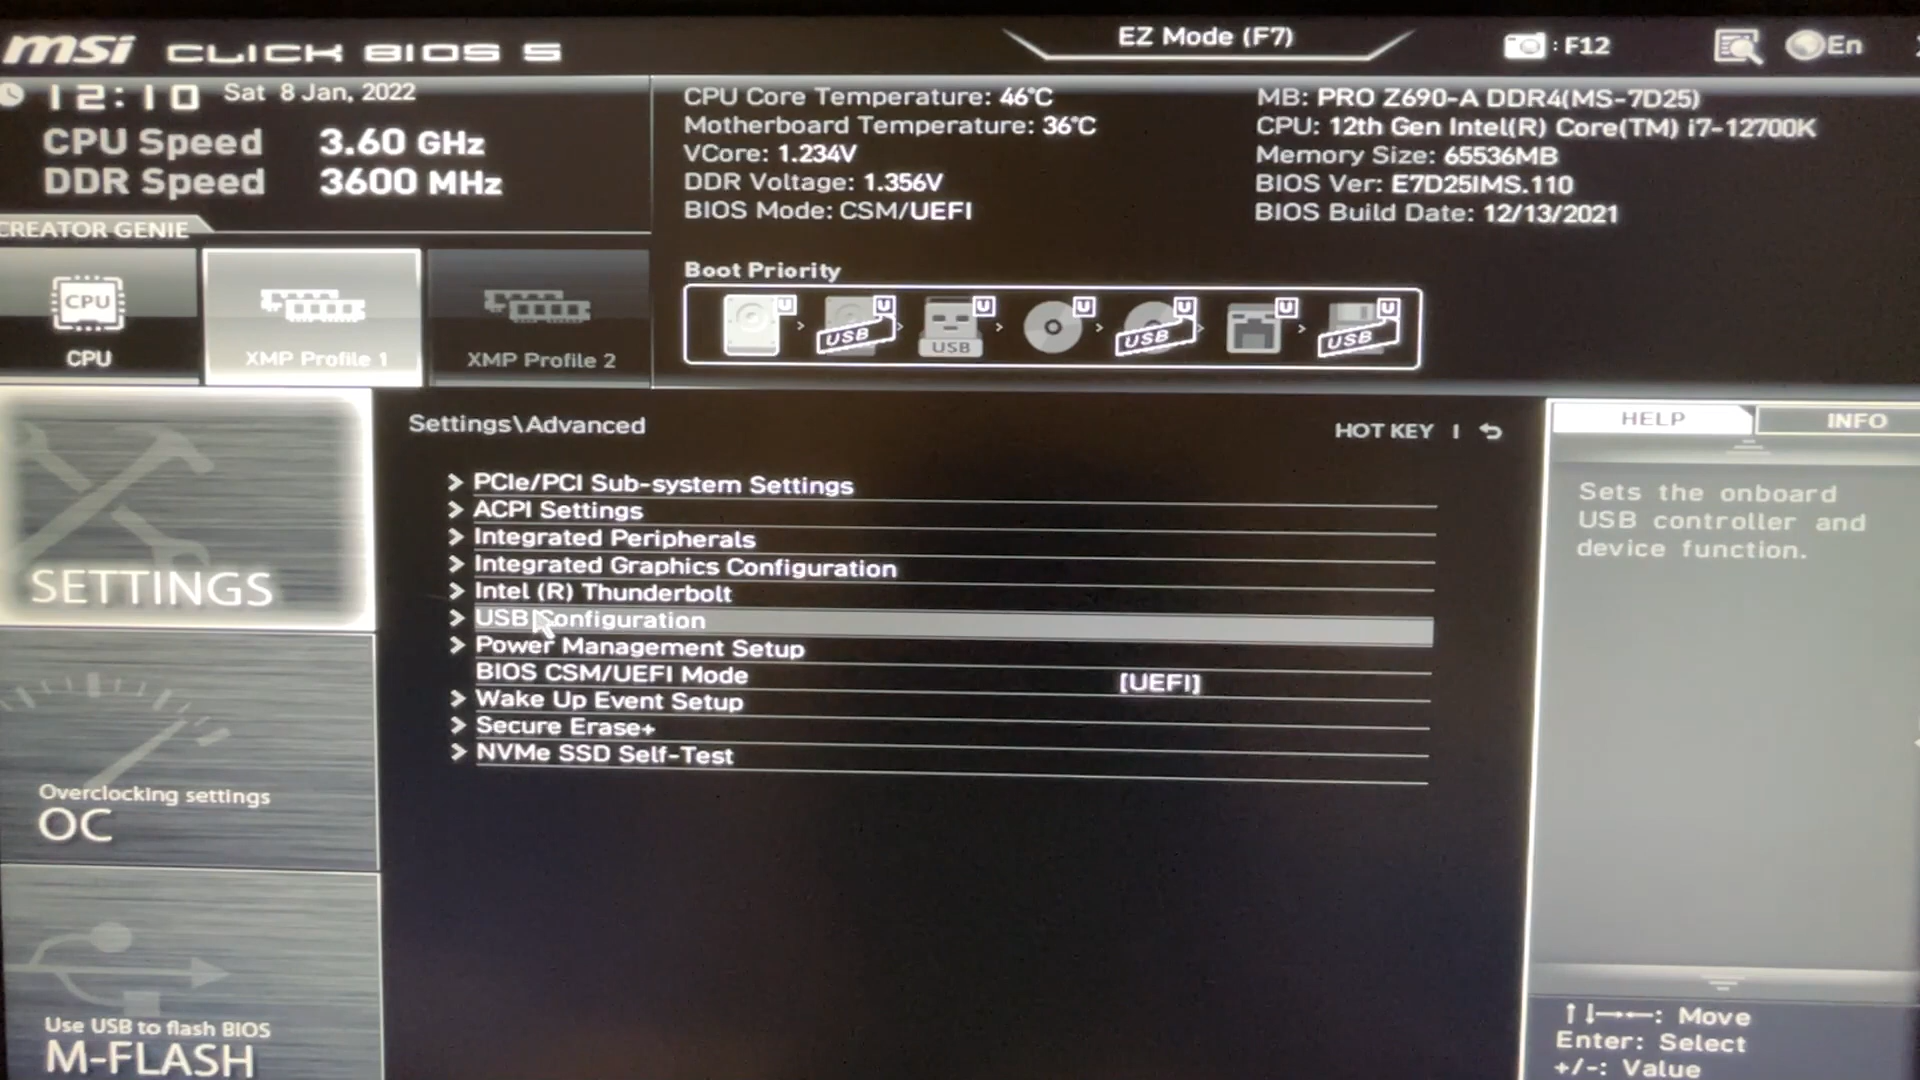 msi CLICK BIOS 5
EZ Mode (F7)
: F12
En
12:10 Sat 8 Jan, 2022
CPU Speed 3.60 GHz
DDR Speed 3600 MHz
CPU Core Temperature: 46°C
Motherboard Temperature: 36°C
VCore: 1.234V
DDR Voltage: 1.356V
BIOS Mode: CSM/UEFI
MB: PRO Z690-A DDR4(MS-7D25)
CPU: 12th Gen Intel(R) Core(TM) i7-12700K
Memory Size: 65536MB
BIOS Ver: E7D25IMS.110
BIOS Build Date: 12/13/2021
CREATOR GENIE
CPU
CPU
XMP Profile 1
XMP Profile 2
Boot Priority
U U U U U U U
USB USB USB USB
SETTINGS
Overclocking settings
OC
Use USB to flash BIOS
M-FLASH
Settings\Advanced
HOT KEY |
> PCIe/PCI Sub-system Settings
> ACPI Settings
> Integrated Peripherals
> Integrated Graphics Configuration
> Intel (R) Thunderbolt
> USB Configuration
> Power Management Setup
BIOS CSM/UEFI Mode [UEFI]
> Wake Up Event Setup
> Secure Erase+
> NVMe SSD Self-Test
HELP
INFO
Sets the onboard
USB controller and
device function.
↑↓→←: Move
Enter: Select
+/-: Value